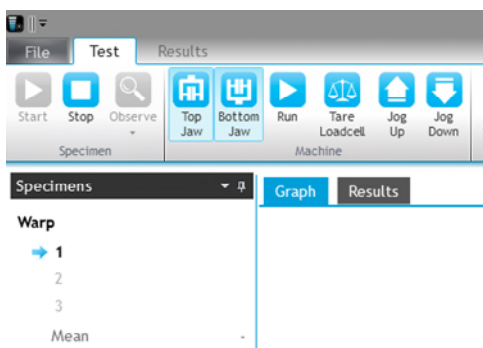 File Test Results
Start Stop Observe Top Jaw Bottom Jaw Run Tare Loadcell Jog Up Jog Down
Specimen Machine
Specimens Graph Results
Warp
1
2
3
Mean -